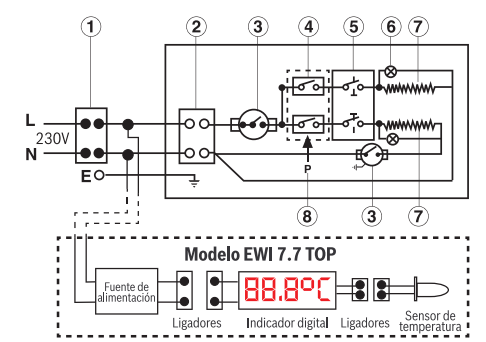 1 2 3 4 5 6 7
L
230V
N
E
P
8 3 7
Modelo EWI 7.7 TOP
Fuente de
alimentación
88.8°C
Ligadores Indicador digital Ligadores Sensor de
temperatura